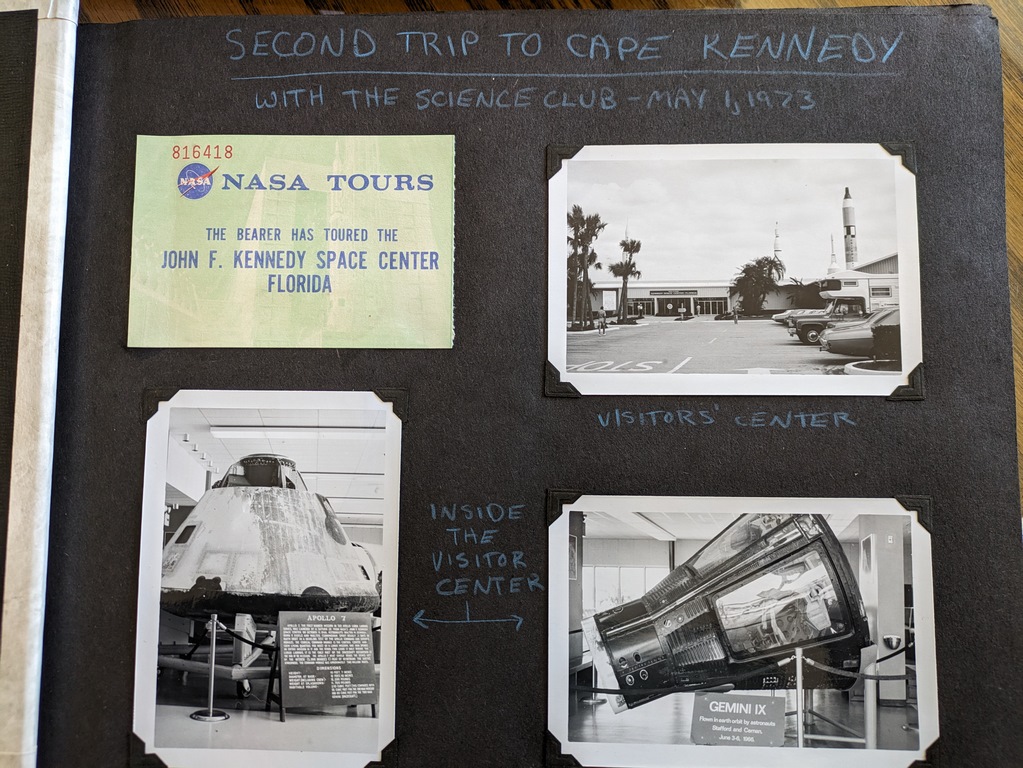 SECOND TRIP TO CAPE KENNEDY
WITH THE SCIENCE CLUB - MAY 1, 1973
816418
NASA
NASA TOURS
THE BEARER HAS TOURED THE
JOHN F. KENNEDY SPACE CENTER
FLORIDA
VISITORS' CENTER
INSIDE
THE
VISITOR
CENTER
APOLLO 7
DIMENSIONS
GEMINI IX
Flown in earth orbit by astronauts
Stafford and Cernan.
June 3-6, 1966.